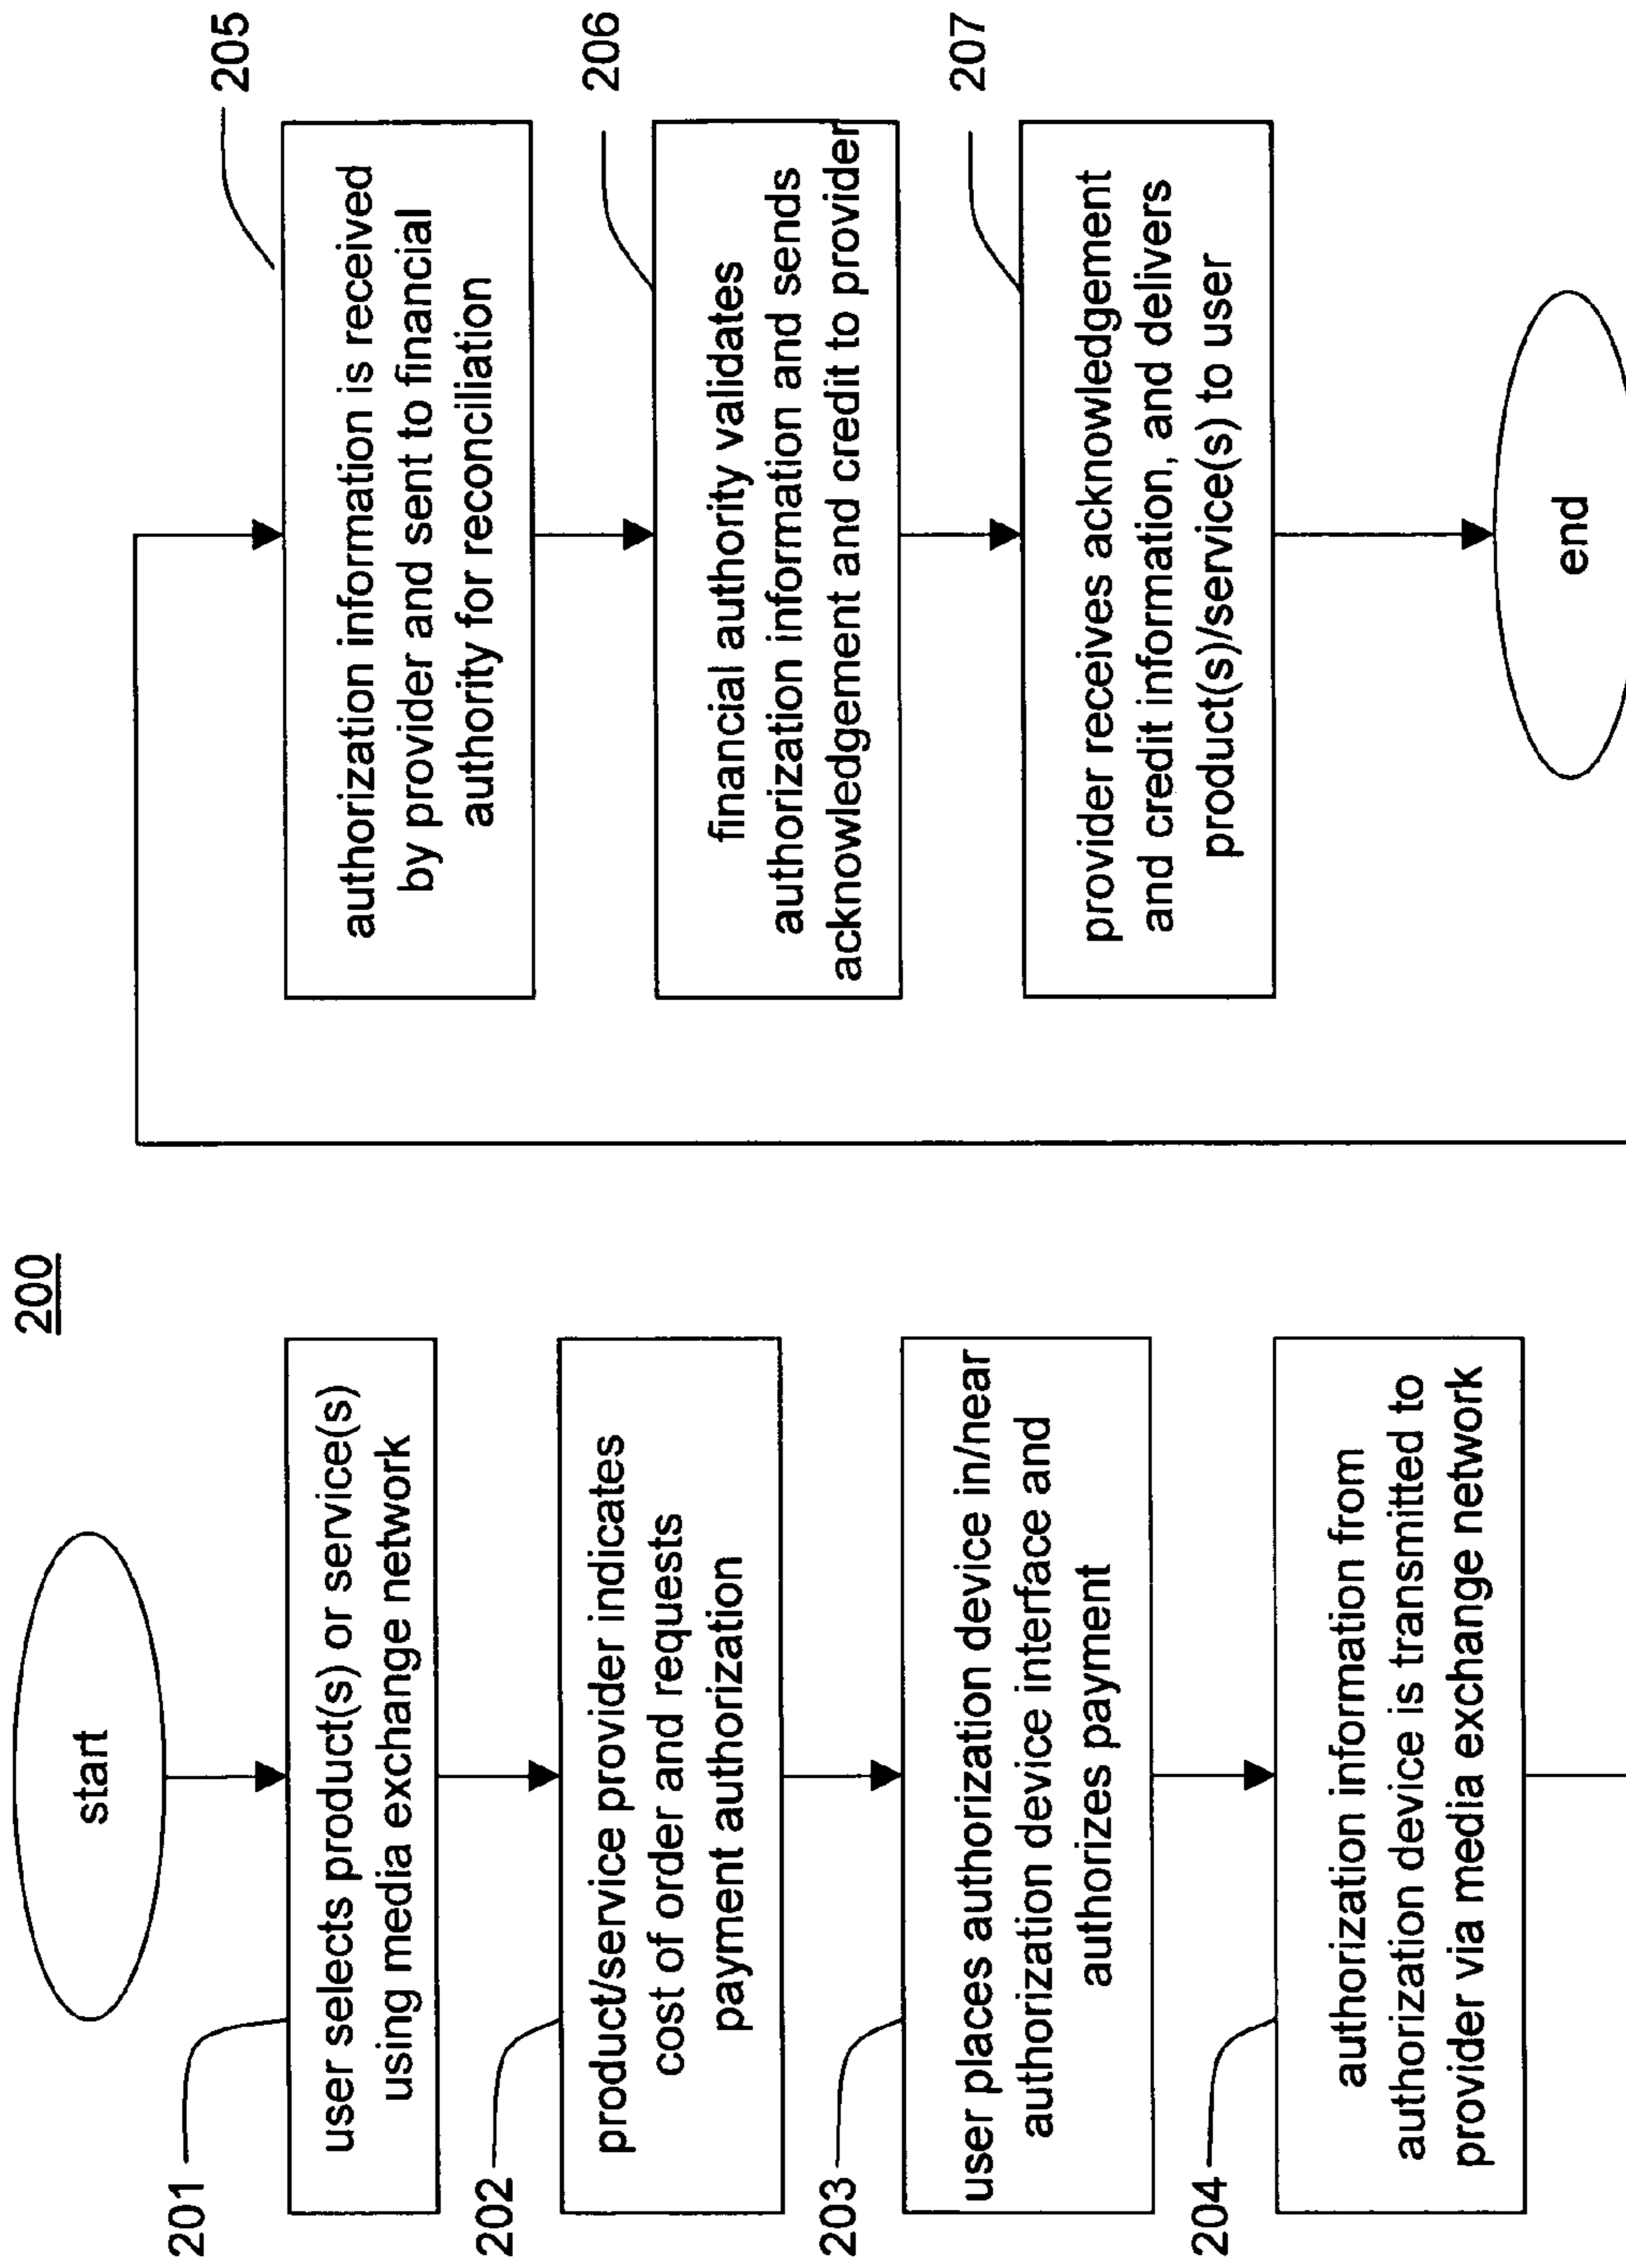 200
start
201
user selects product(s) or service(s)
using media exchange network
202
product/service provider indicates
cost of order and requests
payment authorization
203
user places authorization device in/near
authorization device interface and
authorizes payment
204
authorization information from
authorization device is transmitted to
provider via media exchange network
205
authorization information is received
by provider and sent to financial
authority for reconciliation
206
financial authority validates
authorization information and sends
acknowledgement and credit to provider
207
provider receives acknowledgement
and credit information, and delivers
product(s)/service(s) to user
end